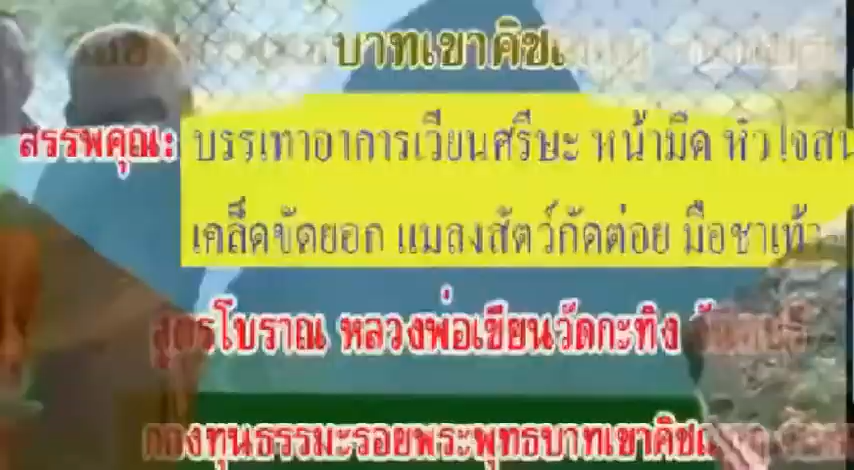 บาทเขาคิช
สรรพคุณ: บรรเทาอาการเวียนศรีษะ หน้ามืด หัวใจสน
เคล็ดขัดยอก แมลงสัตว์กัดต่อย มือชาเท้า
สูตรโบราณ หลวงพ่อเขียนวัดกะทิง
กองทุนธรรมะรอยพระพุทธบาทเขาคิช